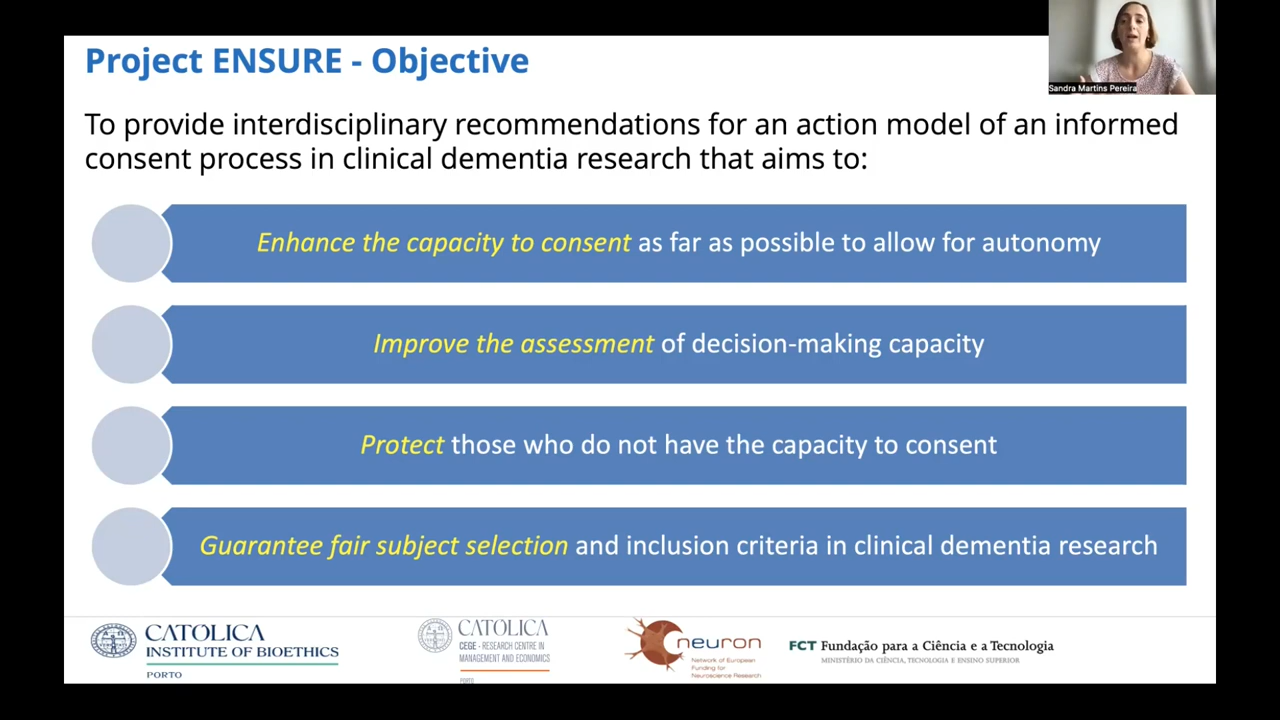 Project ENSURE - Objective
Sandra Martins Pereira
To provide interdisciplinary recommendations for an action model of an informed
consent process in clinical dementia research that aims to:
Enhance the capacity to consent as far as possible to allow for autonomy
Improve the assessment of decision-making capacity
Protect those who do not have the capacity to consent
Guarantee fair subject selection and inclusion criteria in clinical dementia research
CATOLICA
INSTITUTE OF BIOETHICS
PORTO
CATOLICA
CEGE - RESEARCH CENTRE IN
MANAGEMENT AND ECONOMICS
PORTO
neuron
Network of European
Funding for
Neuroscience Research
FCT Fundação para a Ciência e a Tecnologia
MINISTÉRIO DA CIÊNCIA, TECNOLOGIA E ENSINO SUPERIOR